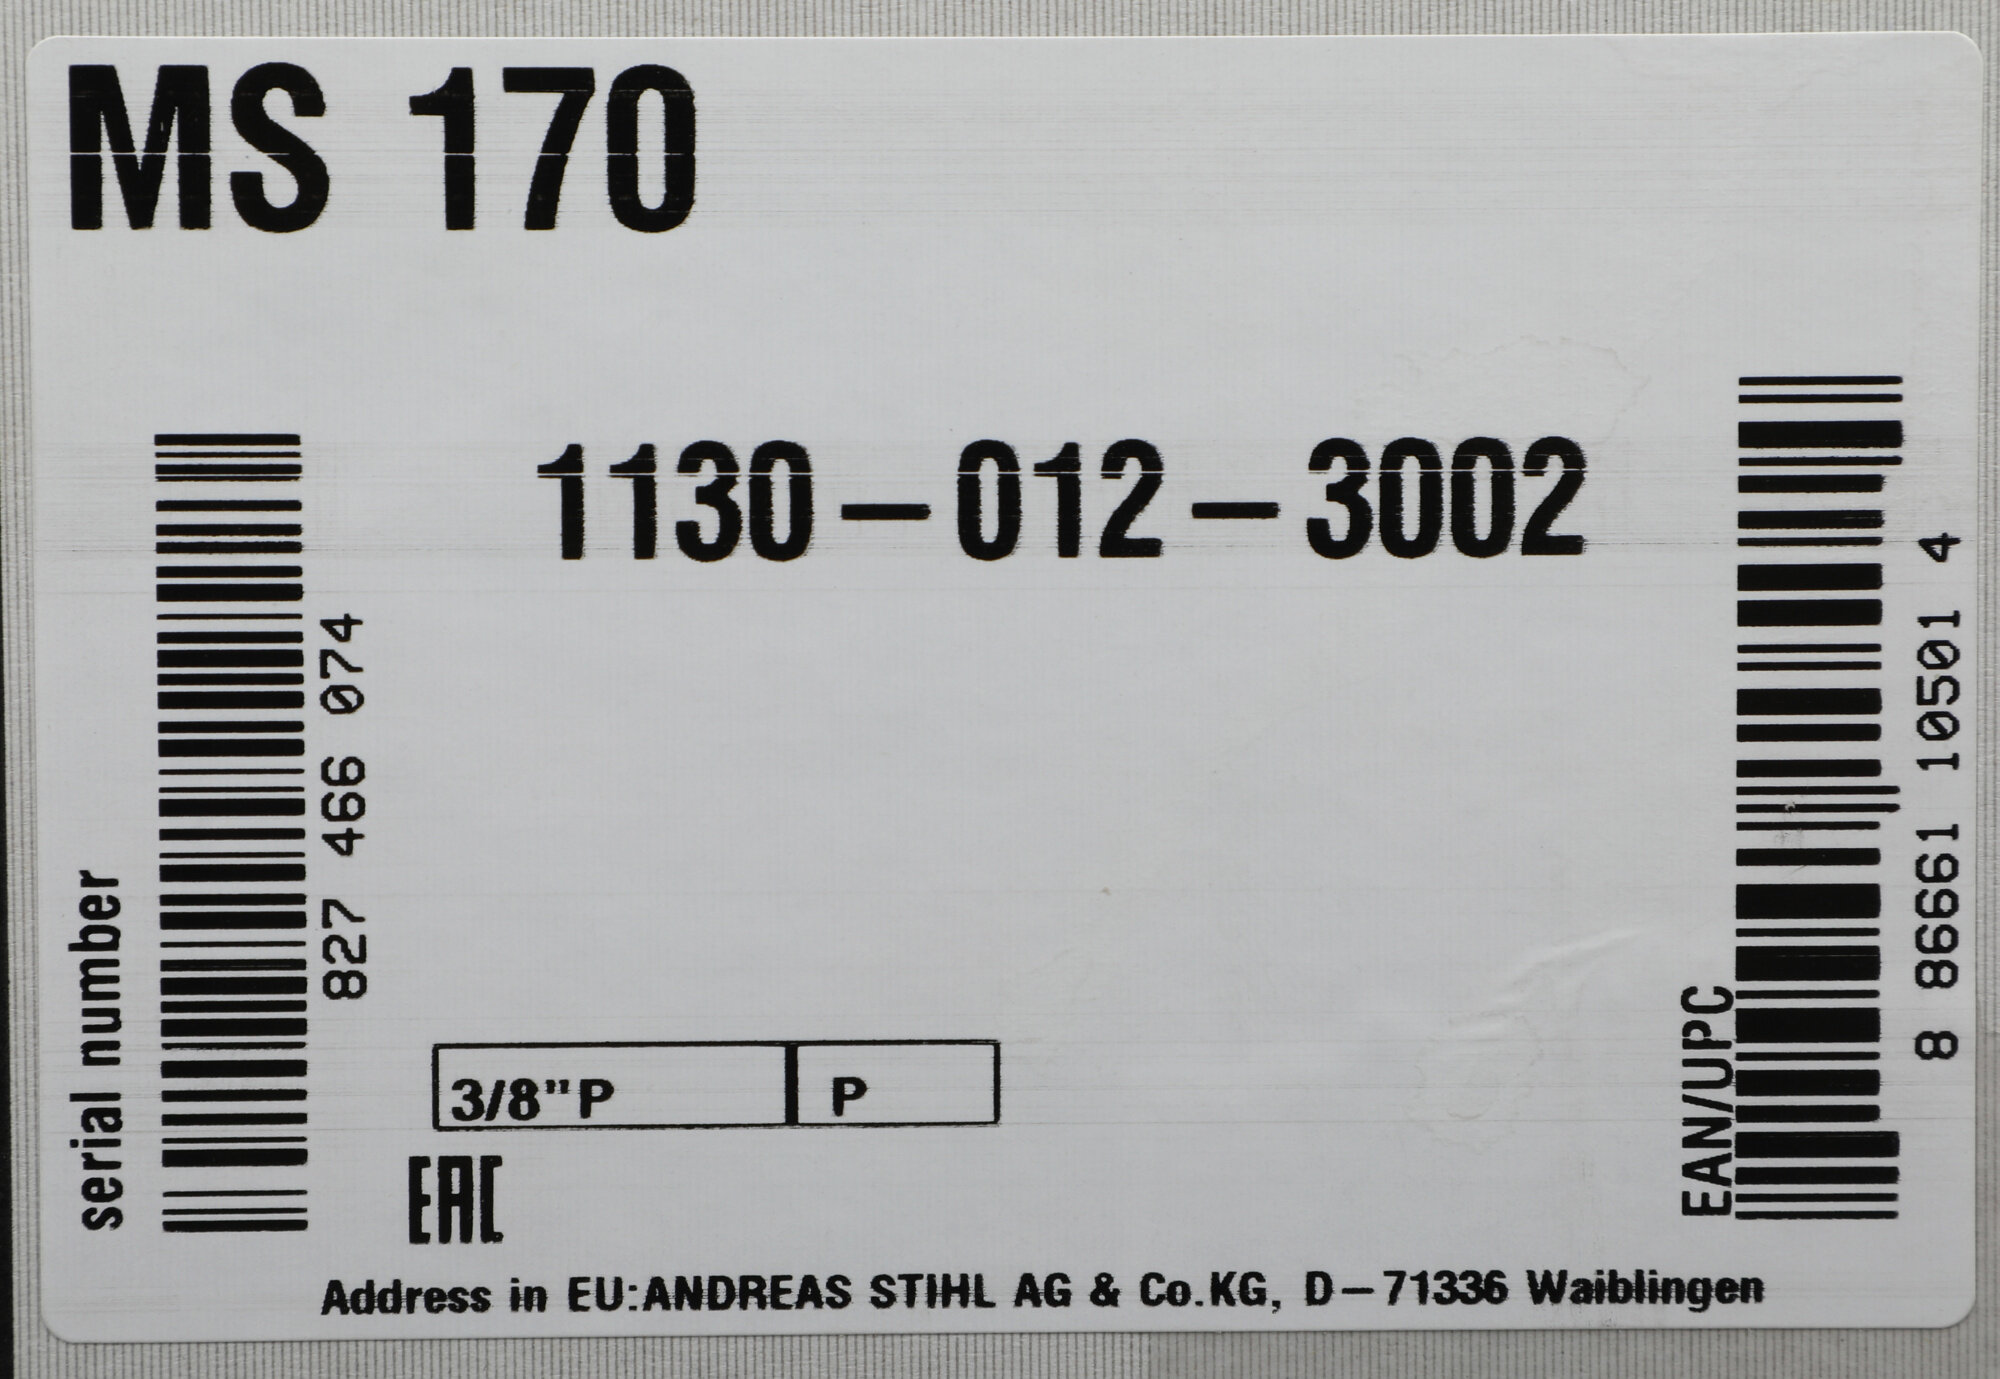 MS 170
1130-012-3002
serial number
827 466 074
EAN/UPC
8 86661 10501 4
3/8"P
P
EAC
Address in EU:ANDREAS STIHL AG & Co.KG, D-71336 Waiblingen